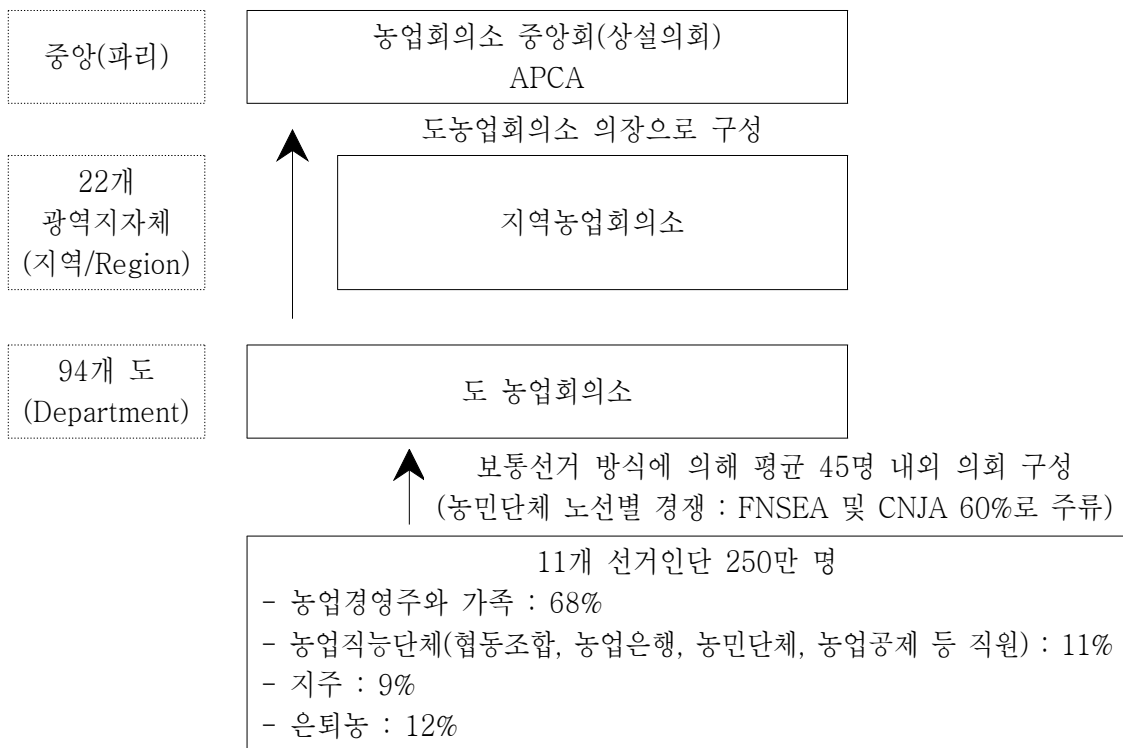 중앙(파리)
농업회의소 중앙회(상설의회)
APCA
도농업회의소 의장으로 구성
22개
광역지자체
(지역/Region)
지역농업회의소
94개 도
(Department)
도 농업회의소
보통선거 방식에 의해 평균 45명 내외 의회 구성
(농민단체 노선별 경쟁 : FNSEA 및 CNJA 60%로 주류)
11개 선거인단 250만 명
- 농업경영주와 가족 : 68%
- 농업직능단체(협동조합, 농업은행, 농민단체, 농업공제 등 직원) : 11%
- 지주 : 9%
- 은퇴농 : 12%